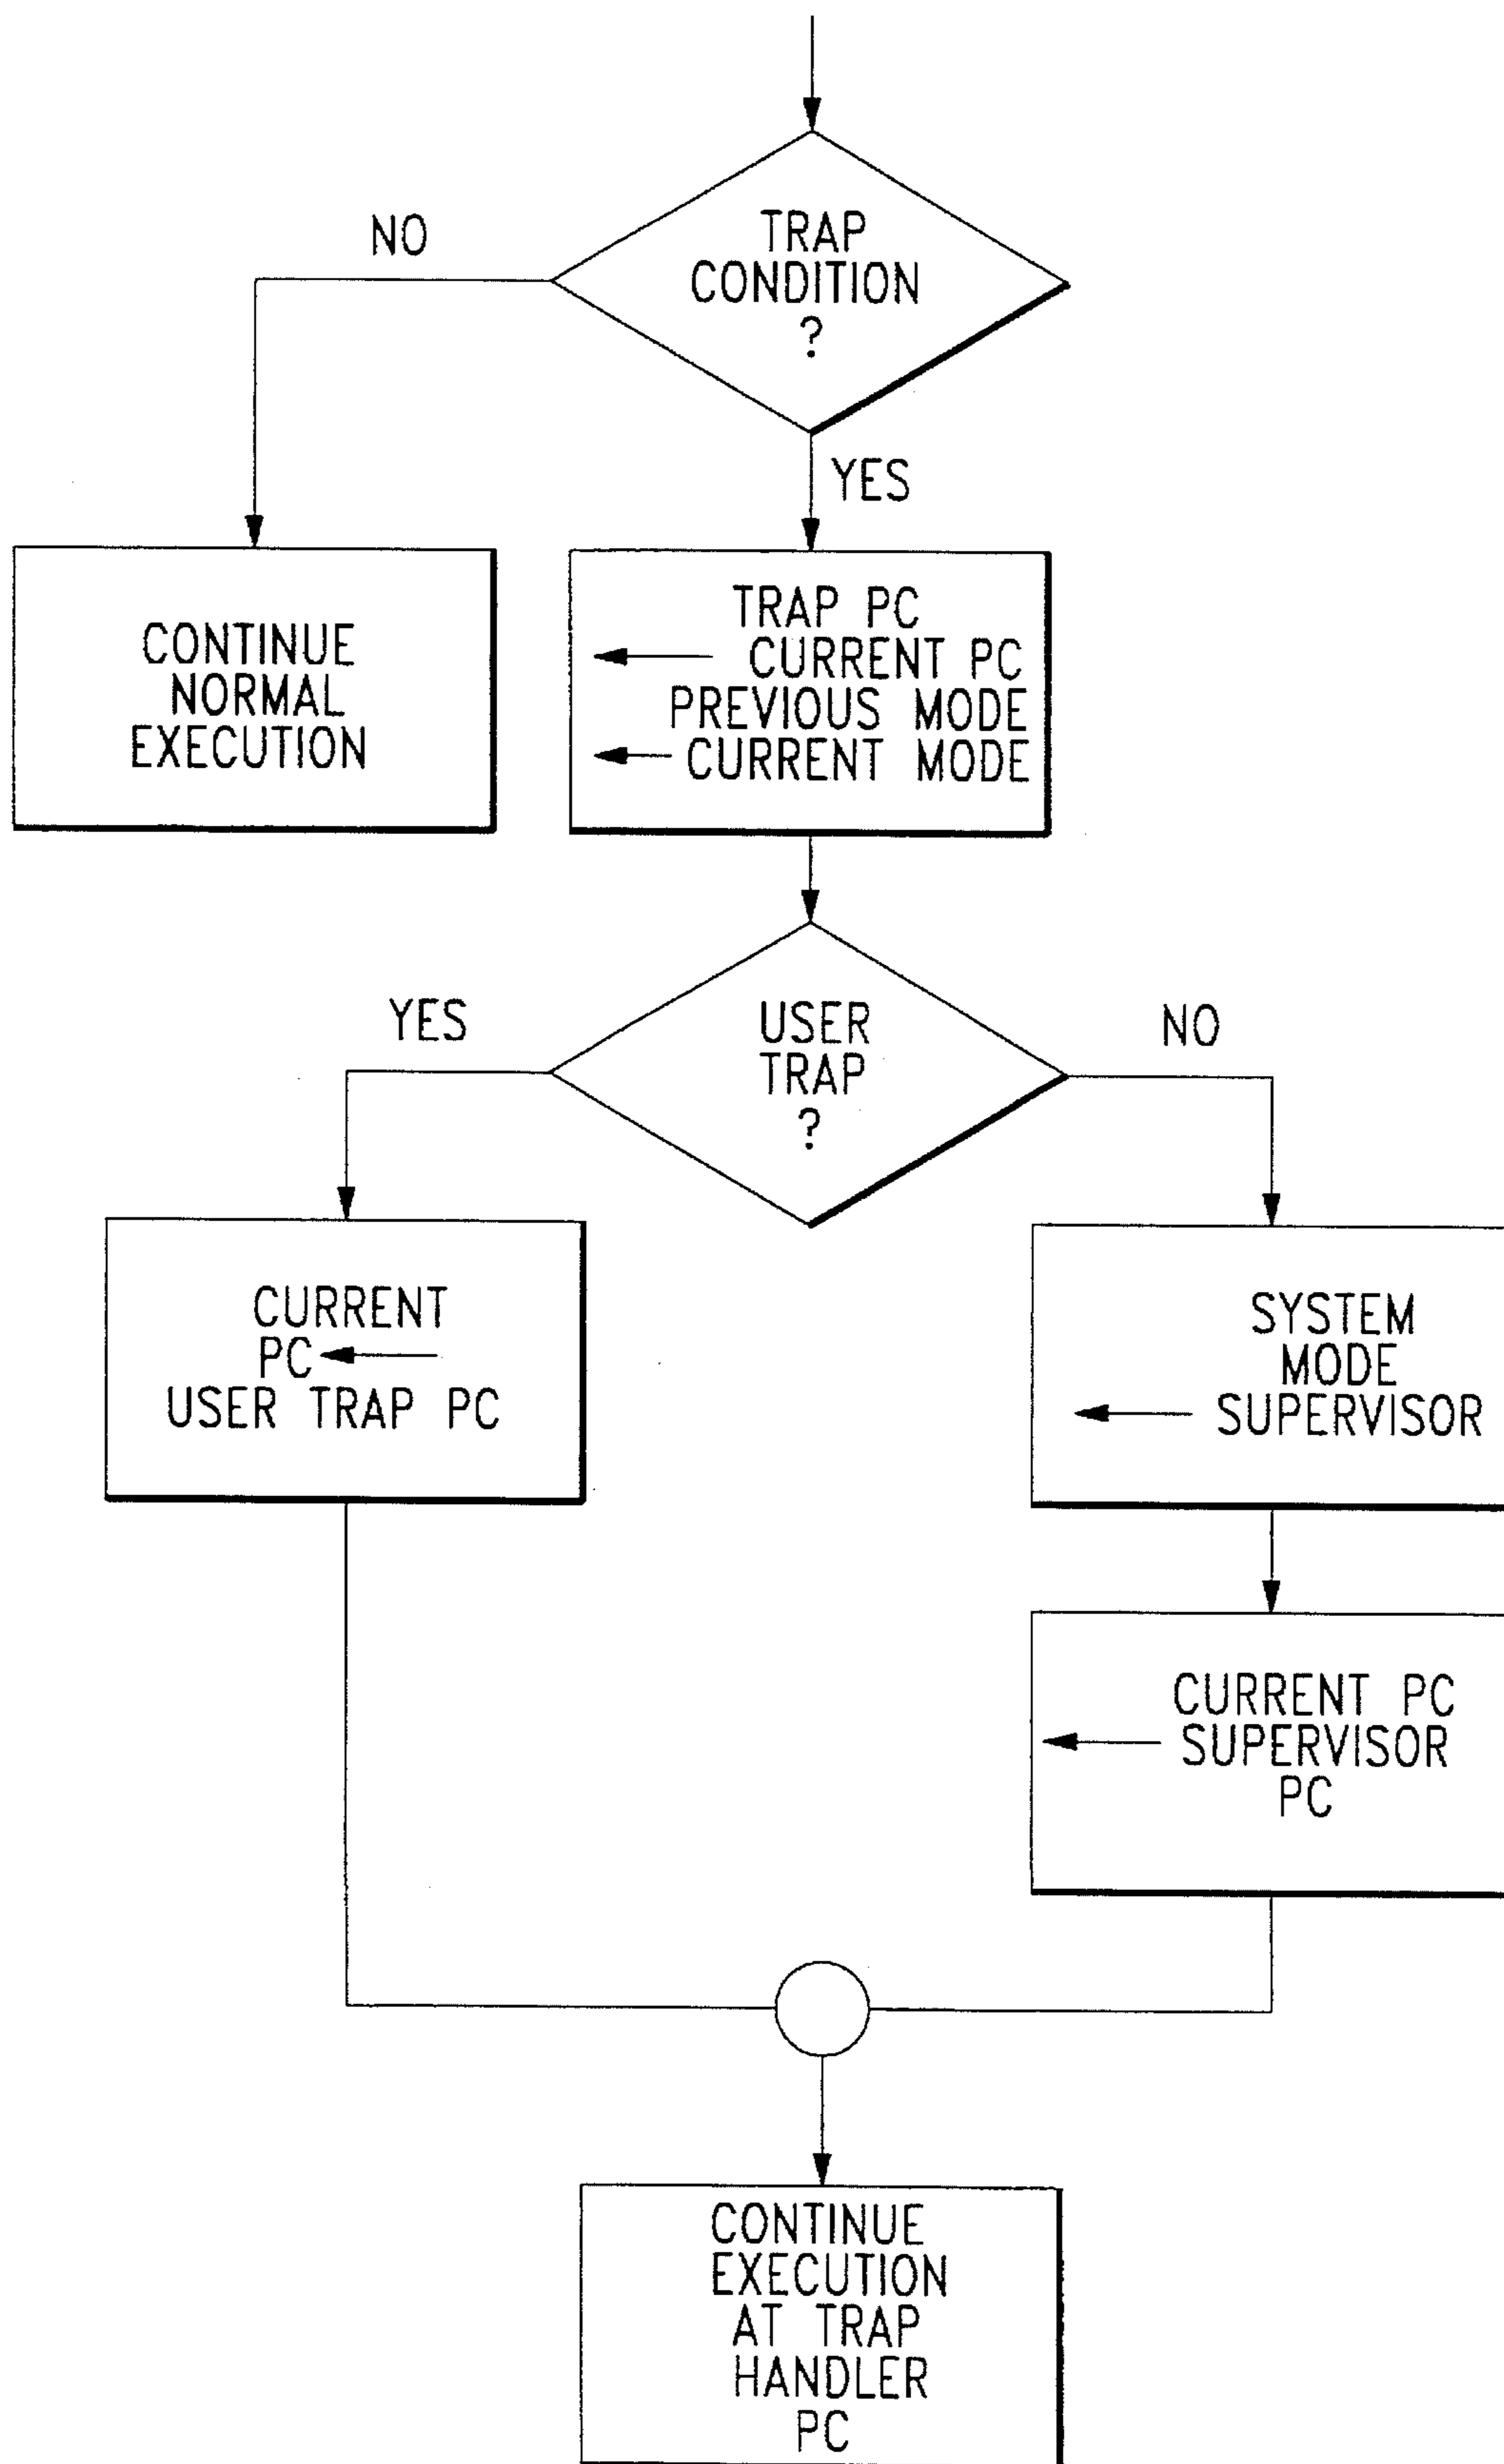 TRAP
CONDITION
?
NO
YES
CONTINUE
NORMAL
EXECUTION
TRAP PC
← CURRENT PC
PREVIOUS MODE
← CURRENT MODE
USER
TRAP
?
YES
NO
CURRENT
PC ←
USER TRAP PC
SYSTEM
MODE
← SUPERVISOR
CURRENT PC
← SUPERVISOR
PC
CONTINUE
EXECUTION
AT TRAP
HANDLER
PC